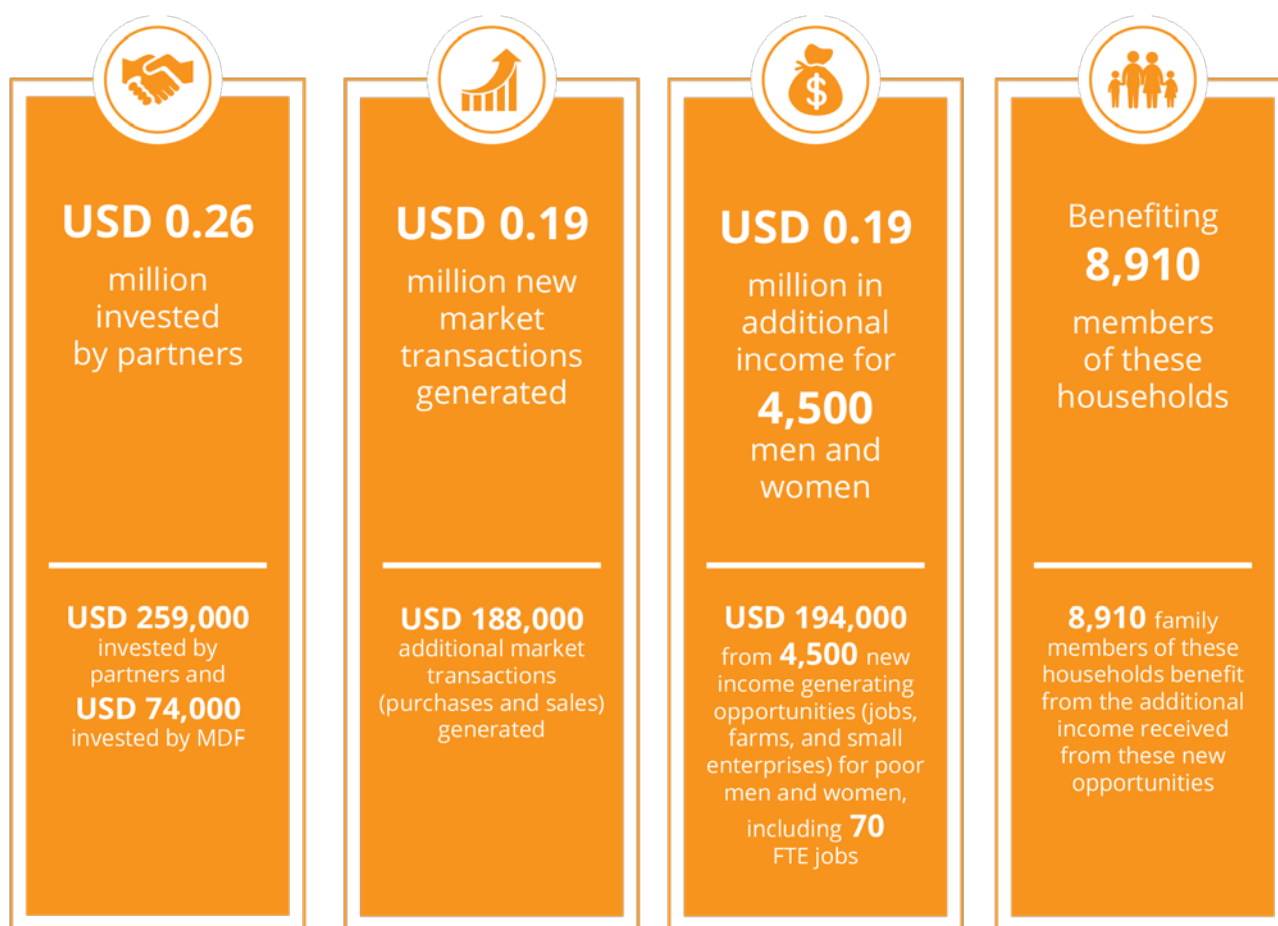 USD 0.26
million
invested
by partners
USD 259,000
invested by
partners and
USD 74,000
invested by MDF
USD 0.19
million new
market
transactions
generated
USD 188,000
additional market
transactions
(purchases and sales)
generated
$
USD 0.19
million in
additional
income for
4,500
men and
women
USD 194,000
from 4,500 new
income generating
opportunities (jobs,
farms, and small
enterprises) for poor
men and women,
including 70
FTE jobs
Benefiting
8,910
members
of these
households
8,910 family
members of these
households benefit
from the additional
income received
from these new
opportunities